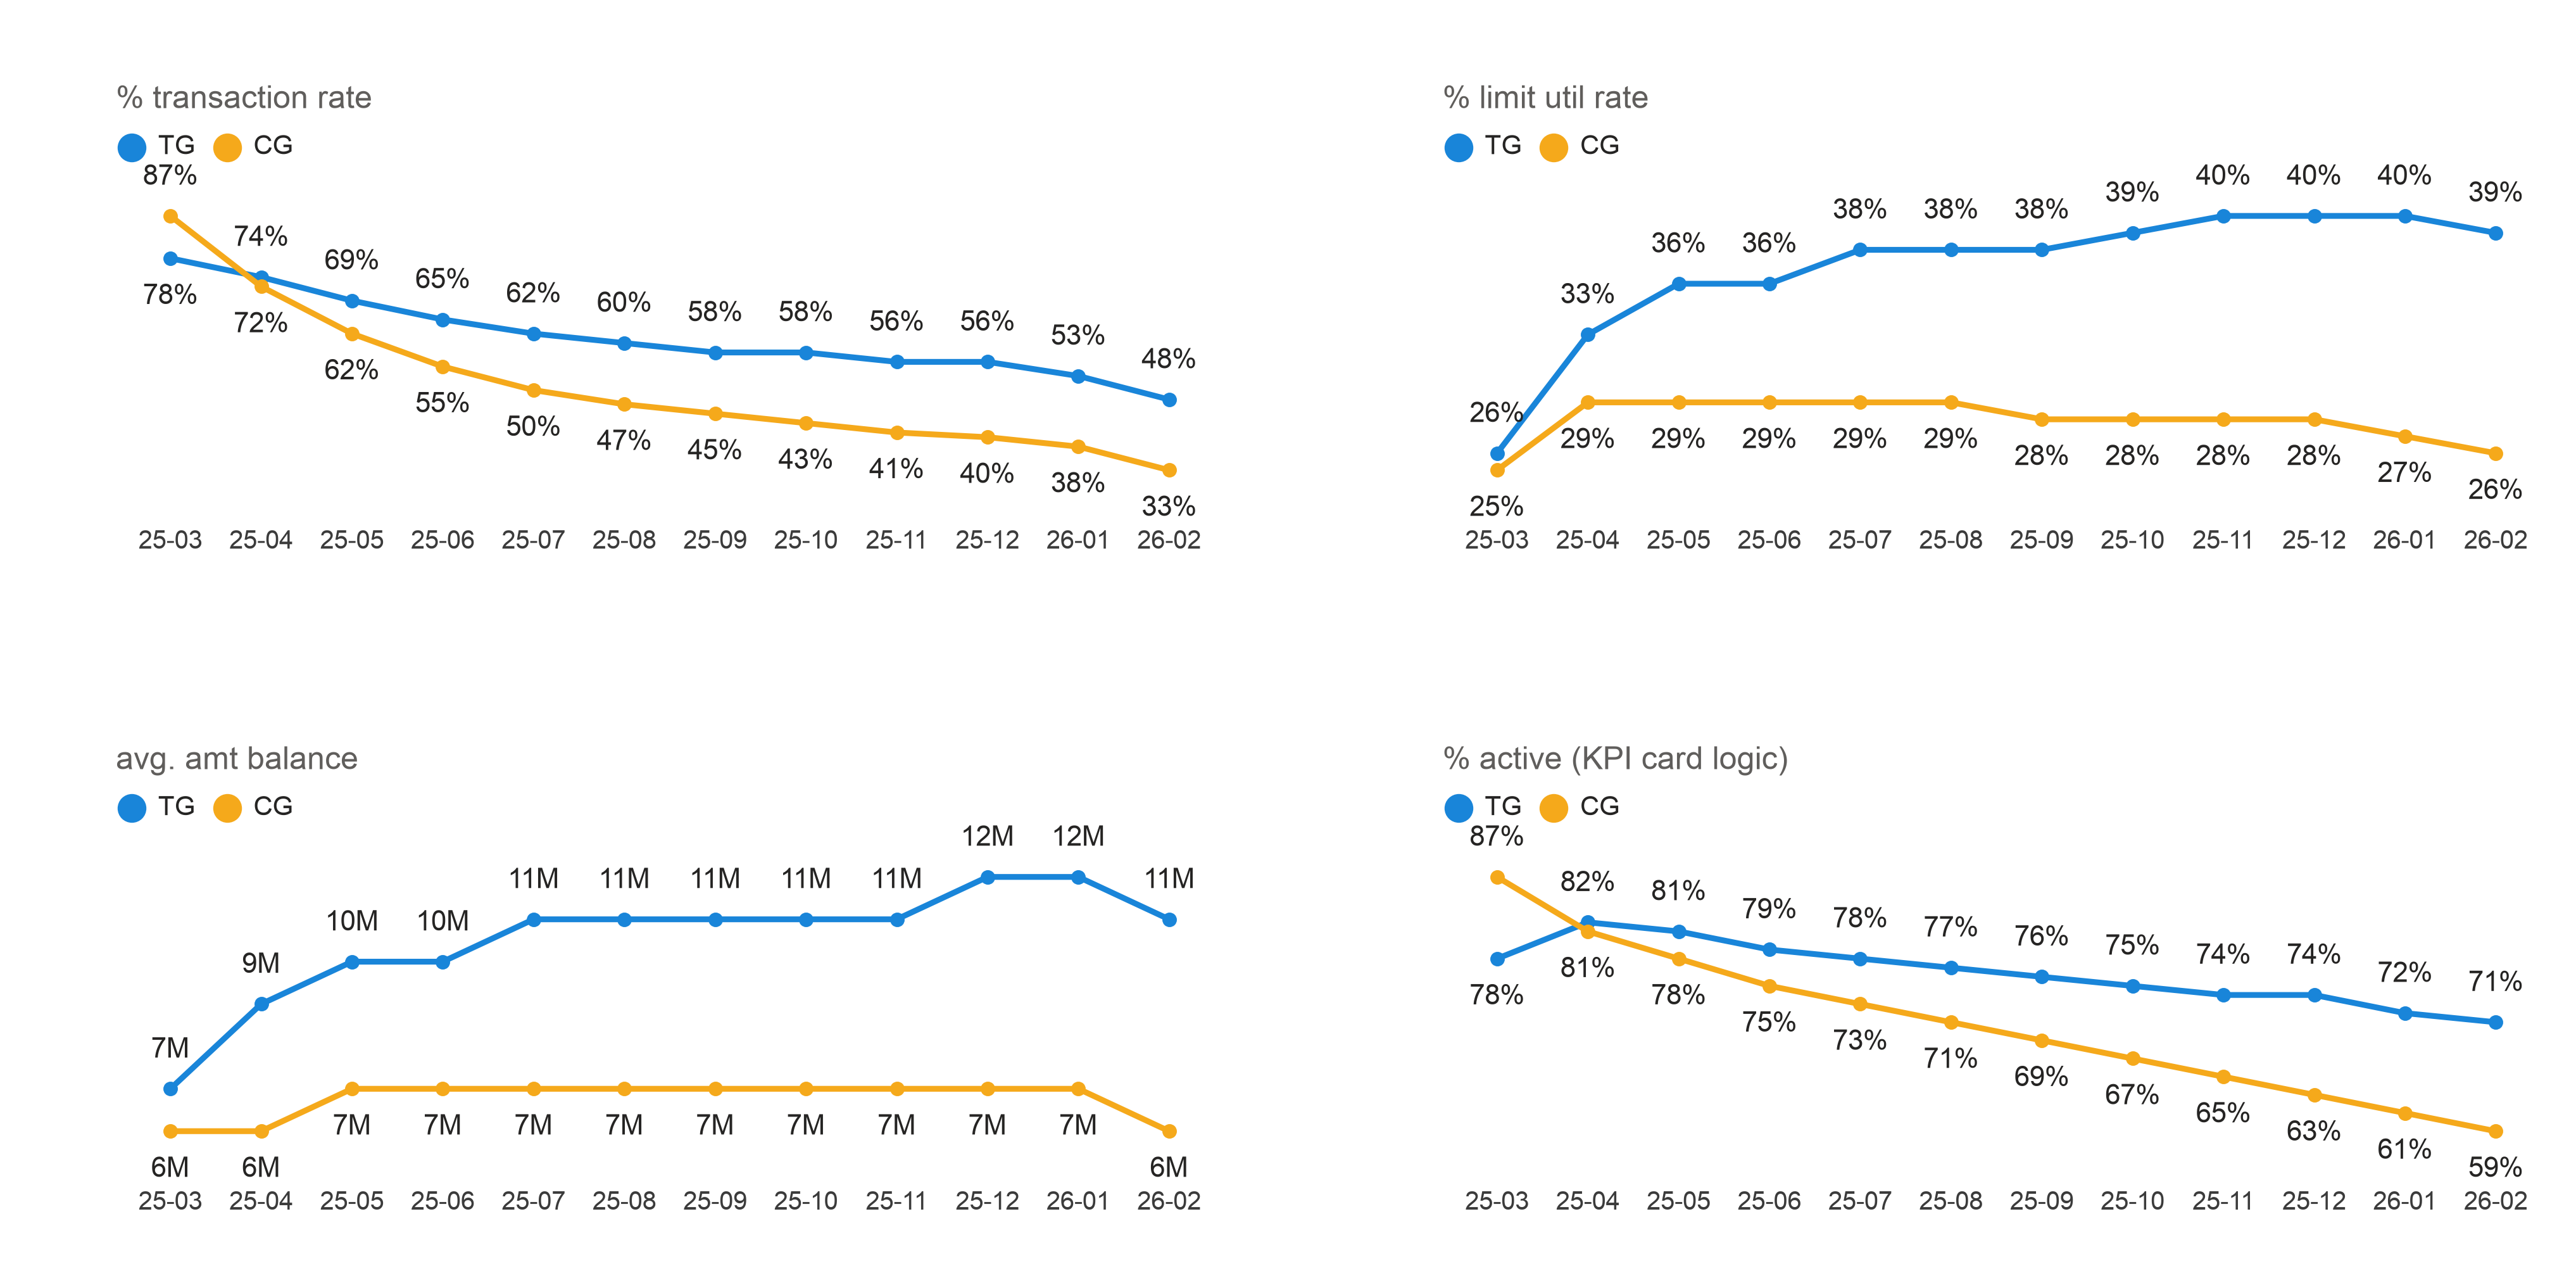 % transaction rate
TG CG
87%
74%
69%
65%
62%
60%
58%
58%
56%
56%
53%
48%
78%
72%
62%
55%
50%
47%
45%
43%
41%
40%
38%
33%
25-03 25-04 25-05 25-06 25-07 25-08 25-09 25-10 25-11 25-12 26-01 26-02
% limit util rate
TG CG
26%
33%
36%
36%
38%
38%
38%
39%
40%
40%
40%
39%
25%
29%
29%
29%
29%
29%
28%
28%
28%
28%
27%
26%
25-03 25-04 25-05 25-06 25-07 25-08 25-09 25-10 25-11 25-12 26-01 26-02
avg. amt balance
TG CG
7M
9M
10M
10M
11M
11M
11M
11M
11M
12M
12M
11M
6M
6M
7M
7M
7M
7M
7M
7M
7M
7M
7M
6M
25-03 25-04 25-05 25-06 25-07 25-08 25-09 25-10 25-11 25-12 26-01 26-02
% active (KPI card logic)
TG CG
87%
82%
81%
79%
78%
77%
76%
75%
74%
74%
72%
71%
78%
81%
78%
75%
73%
71%
69%
67%
65%
63%
61%
59%
25-03 25-04 25-05 25-06 25-07 25-08 25-09 25-10 25-11 25-12 26-01 26-02